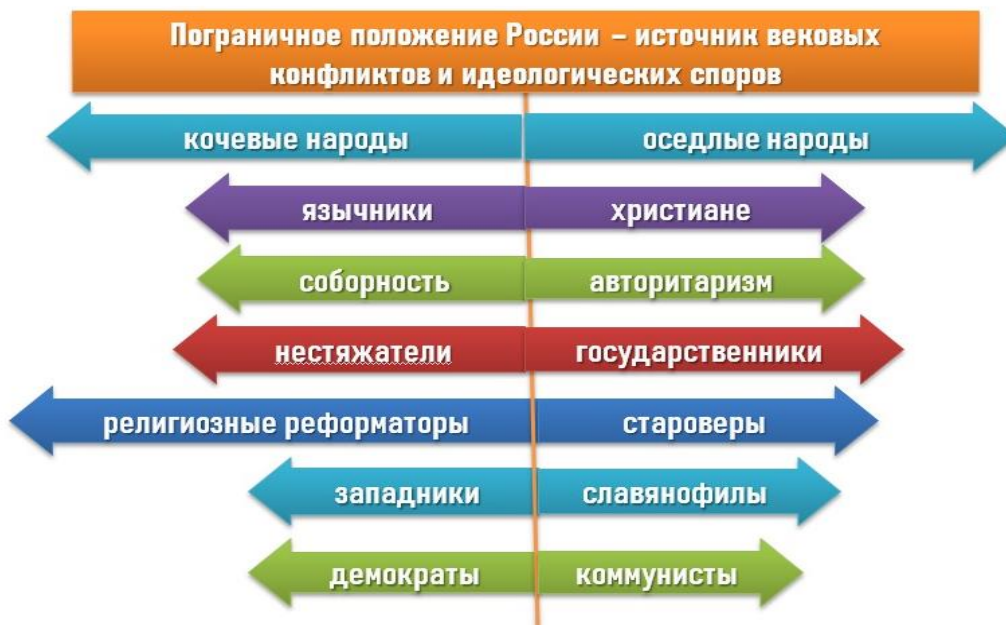 Пограничное положение России – источник вековых
конфликтов и идеологических споров
кочевые народы оседлые народы
язычники христиане
соборность авторитаризм
нестяжатели государственники
религиозные реформаторы староверы
западники славянофилы
демократы коммунисты